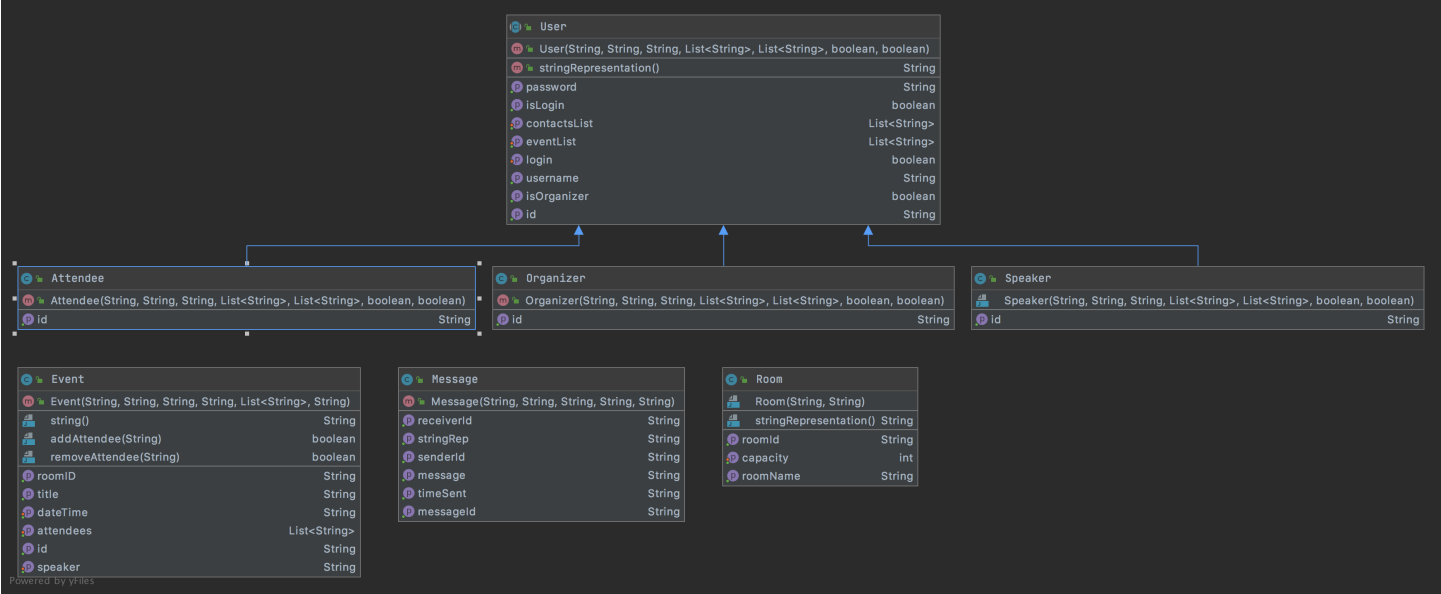 User
User(String, String, String, List<String>, List<String>, boolean, boolean)
stringRepresentation() String
password String
isLogin boolean
contactsList List<String>
eventList List<String>
login boolean
username String
isOrganizer boolean
id String
Attendee
Attendee(String, String, String, List<String>, List<String>, boolean, boolean)
id String
Organizer
Organizer(String, String, String, List<String>, List<String>, boolean, boolean)
id String
Speaker
Speaker(String, String, String, List<String>, List<String>, boolean, boolean)
id String
Event
Event(String, String, String, String, List<String>, String)
string() String
addAttendee(String) boolean
removeAttendee(String) boolean
roomID String
title String
dateTime String
attendees List<String>
id String
speaker String
Message
Message(String, String, String, String, String)
receiverId String
stringRep String
senderId String
message String
timeSent String
messageId String
Room
Room(String, String)
stringRepresentation() String
roomId String
capacity int
roomName String
Powered by yFiles